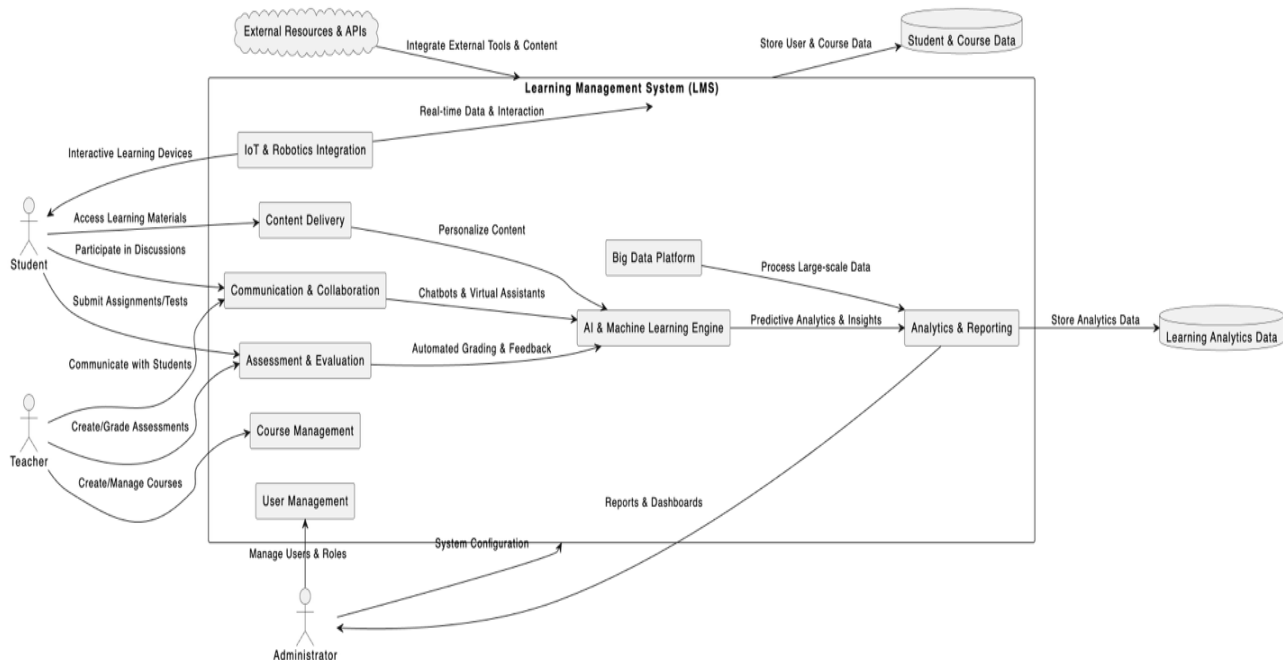 External Resources & APIs
Integrate External Tools & Content
Store User & Course Data
Student & Course Data
Learning Management System (LMS)
Real-time Data & Interaction
IoT & Robotics Integration
Interactive Learning Devices
Access Learning Materials
Content Delivery
Personalize Content
Student
Participate in Discussions
Big Data Platform
Process Large-scale Data
Communication & Collaboration
Chatbots & Virtual Assistants
Submit Assignments/Tests
AI & Machine Learning Engine
Predictive Analytics & Insights
Analytics & Reporting
Store Analytics Data
Learning Analytics Data
Assessment & Evaluation
Automated Grading & Feedback
Communicate with Students
Create/Grade Assessments
Course Management
Teacher
Create/Manage Courses
User Management
Reports & Dashboards
System Configuration
Manage Users & Roles
Administrator